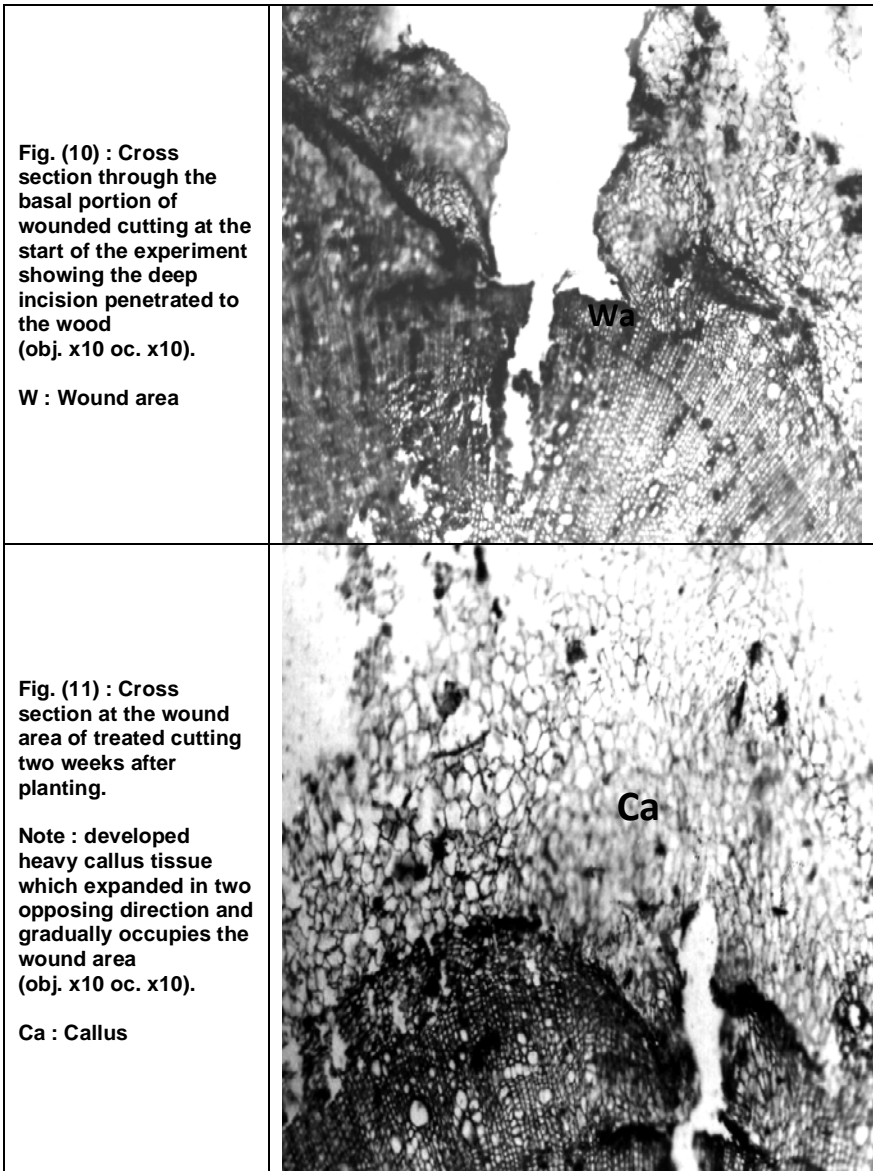 Fig. (10) : Cross
section through the
basal portion of
wounded cutting at the
start of the experiment
showing the deep
incision penetrated to
the wood
(obj. x10 oc. x10).
W : Wound area
Wa
Fig. (11) : Cross
section at the wound
area of treated cutting
two weeks after
planting.
Note : developed
heavy callus tissue
which expanded in two
opposing direction and
gradually occupies the
wound area
(obj. x10 oc. x10).
Ca : Callus
Ca